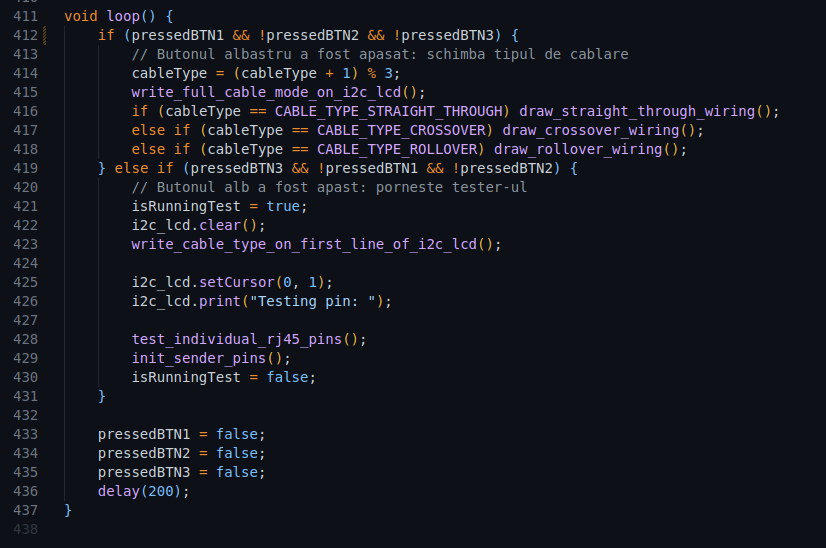 411 void loop() {
412 if (pressedBTN1 && !pressedBTN2 && !pressedBTN3) {
413 // Butonul albastru a fost apasat: schimba tipul de cablare
414 cableType = (cableType + 1) % 3;
415 write_full_cable_mode_on_i2c_lcd();
416 if (cableType == CABLE_TYPE_STRAIGHT_THROUGH) draw_straight_through_wiring();
417 else if (cableType == CABLE_TYPE_CROSSOVER) draw_crossover_wiring();
418 else if (cableType == CABLE_TYPE_ROLLOVER) draw_rollover_wiring();
419 } else if (pressedBTN3 && !pressedBTN1 && !pressedBTN2) {
420 // Butonul alb a fost apast: porneste tester-ul
421 isRunningTest = true;
422 i2c_lcd.clear();
423 write_cable_type_on_first_line_of_i2c_lcd();
424
425 i2c_lcd.setCursor(0, 1);
426 i2c_lcd.print("Testing pin: ");
427
428 test_individual_rj45_pins();
429 init_sender_pins();
430 isRunningTest = false;
431 }
432
433 pressedBTN1 = false;
434 pressedBTN2 = false;
435 pressedBTN3 = false;
436 delay(200);
437 }
438